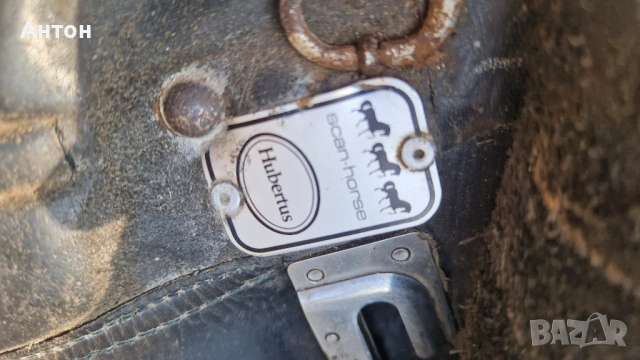 Антон
scan-horse
Hubertus
BAZAR